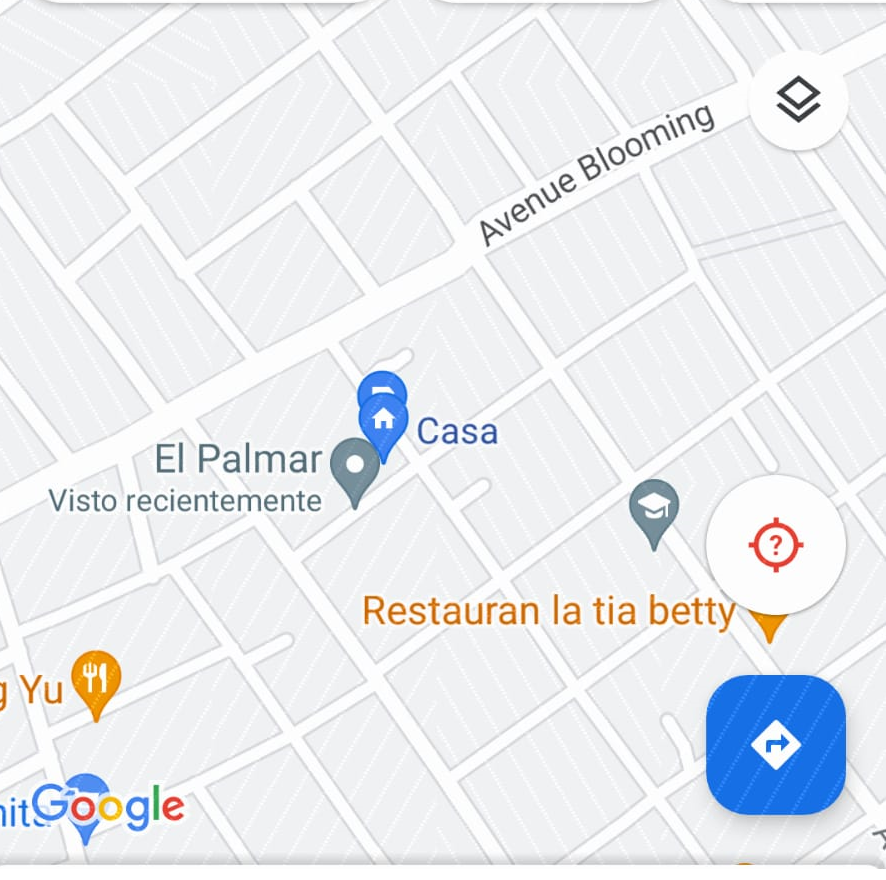 Avenue Blooming
Casa
El Palmar
Visto recientemente
?
Restauran la tia betty
g Yu
Google